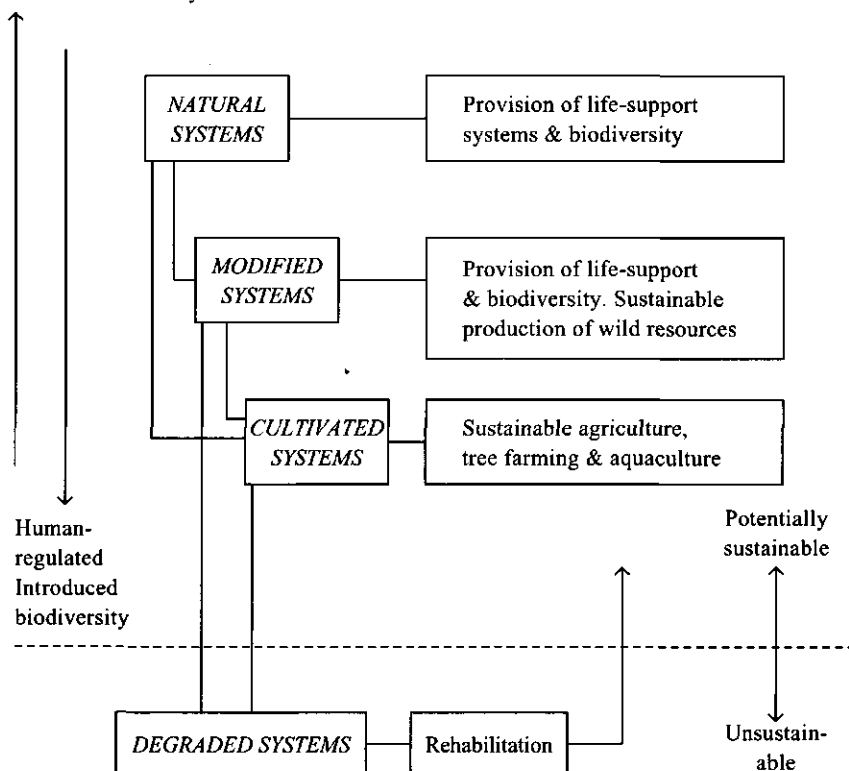 NATURAL
SYSTEMS
Provision of life-support
systems & biodiversity
MODIFIED
SYSTEMS
Provision of life-support
& biodiversity. Sustainable
production of wild resources
CULTIVATED
SYSTEMS
Sustainable agriculture,
tree farming & aquaculture
Human-
regulated
Introduced
biodiversity
Potentially
sustainable
DEGRADED SYSTEMS
Rehabilitation
Unsustain-
able